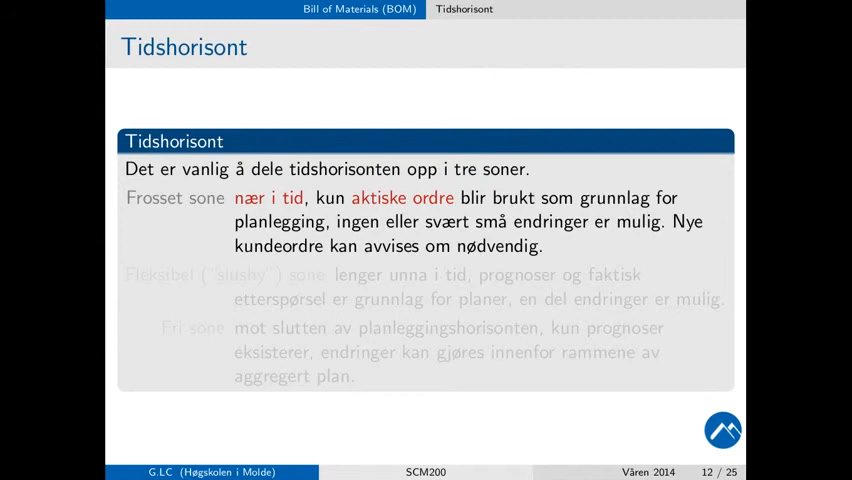 Bill of Materials (BOM) Tidshorisont
Tidshorisont
Tidshorisont
Det er vanlig å dele tidshorisonten opp i tre soner.
Frosset sone nær i tid, kun aktiske ordre blir brukt som grunnlag for
planlegging, ingen eller svært små endringer er mulig. Nye
kundeordre kan avvises om nødvendig.
Fleksibel ("slushy") sone lenger unna i tid, prognoser og faktisk
etterspørsel er grunnlag for planer, en del endringer er mulig.
Fri sone mot slutten av planleggingshorisonten, kun prognoser
eksisterer, endringer kan gjøres innenfor rammene av
aggregert plan.
G.LC (Høgskolen i Molde) SCM200 Våren 2014 12 / 25